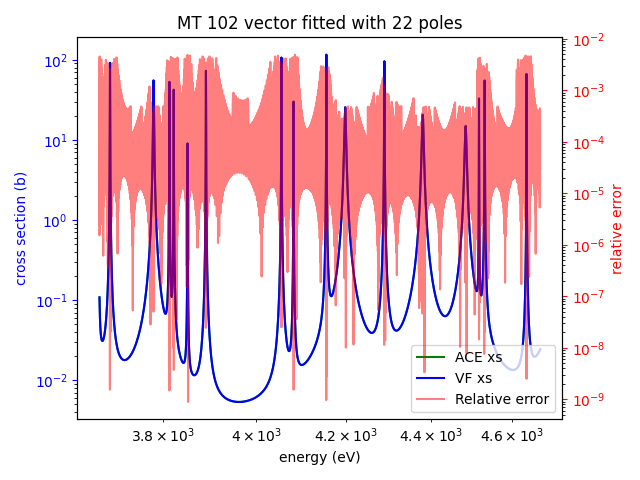 MT 102 vector fitted with 22 poles
cross section (b)
10²
10¹
10⁰
10⁻¹
10⁻²
10⁻²
10⁻³
10⁻⁴
10⁻⁵
10⁻⁶
10⁻⁷
10⁻⁸
10⁻⁹
relative error
ACE xs
VF xs
Relative error
3.8 × 10³ 4 × 10³ 4.2 × 10³ 4.4 × 10³ 4.6 × 10³
energy (eV)